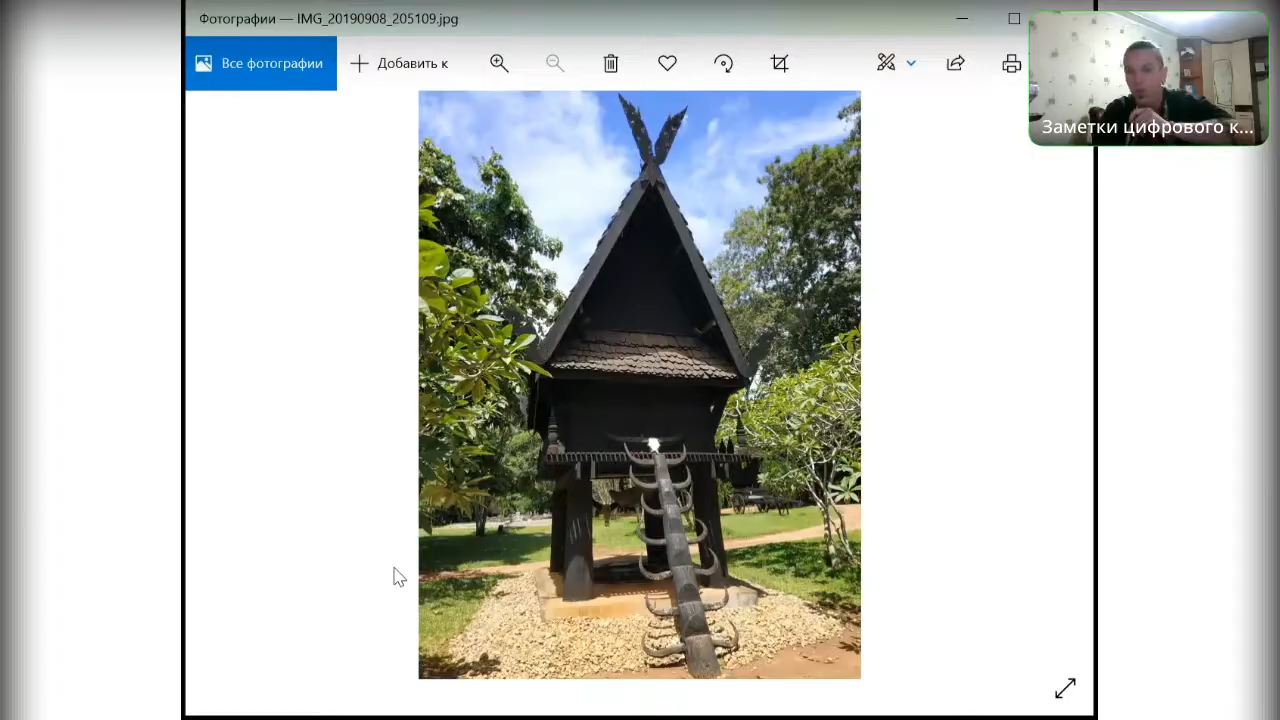 Фотографии — IMG_20190908_205109.jpg
Все фотографии
Добавить к
Заметки цифрового к...